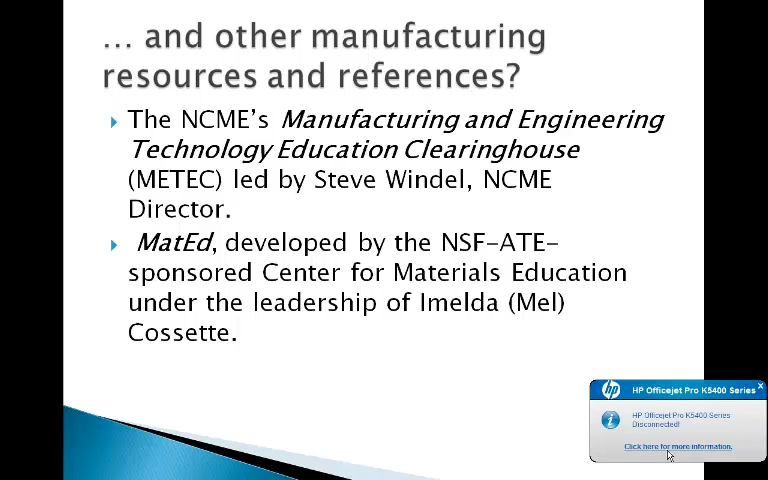 … and other manufacturing
resources and references?
The NCME’s Manufacturing and Engineering
Technology Education Clearinghouse
(METEC) led by Steve Windel, NCME
Director.
MatEd, developed by the NSF-ATE-
sponsored Center for Materials Education
under the leadership of Imelda (Mel)
Cossette.
hp HP Officejet Pro K5400 Series x
HP Officejet Pro K5400 Series
Disconnected!
Click here for more information.